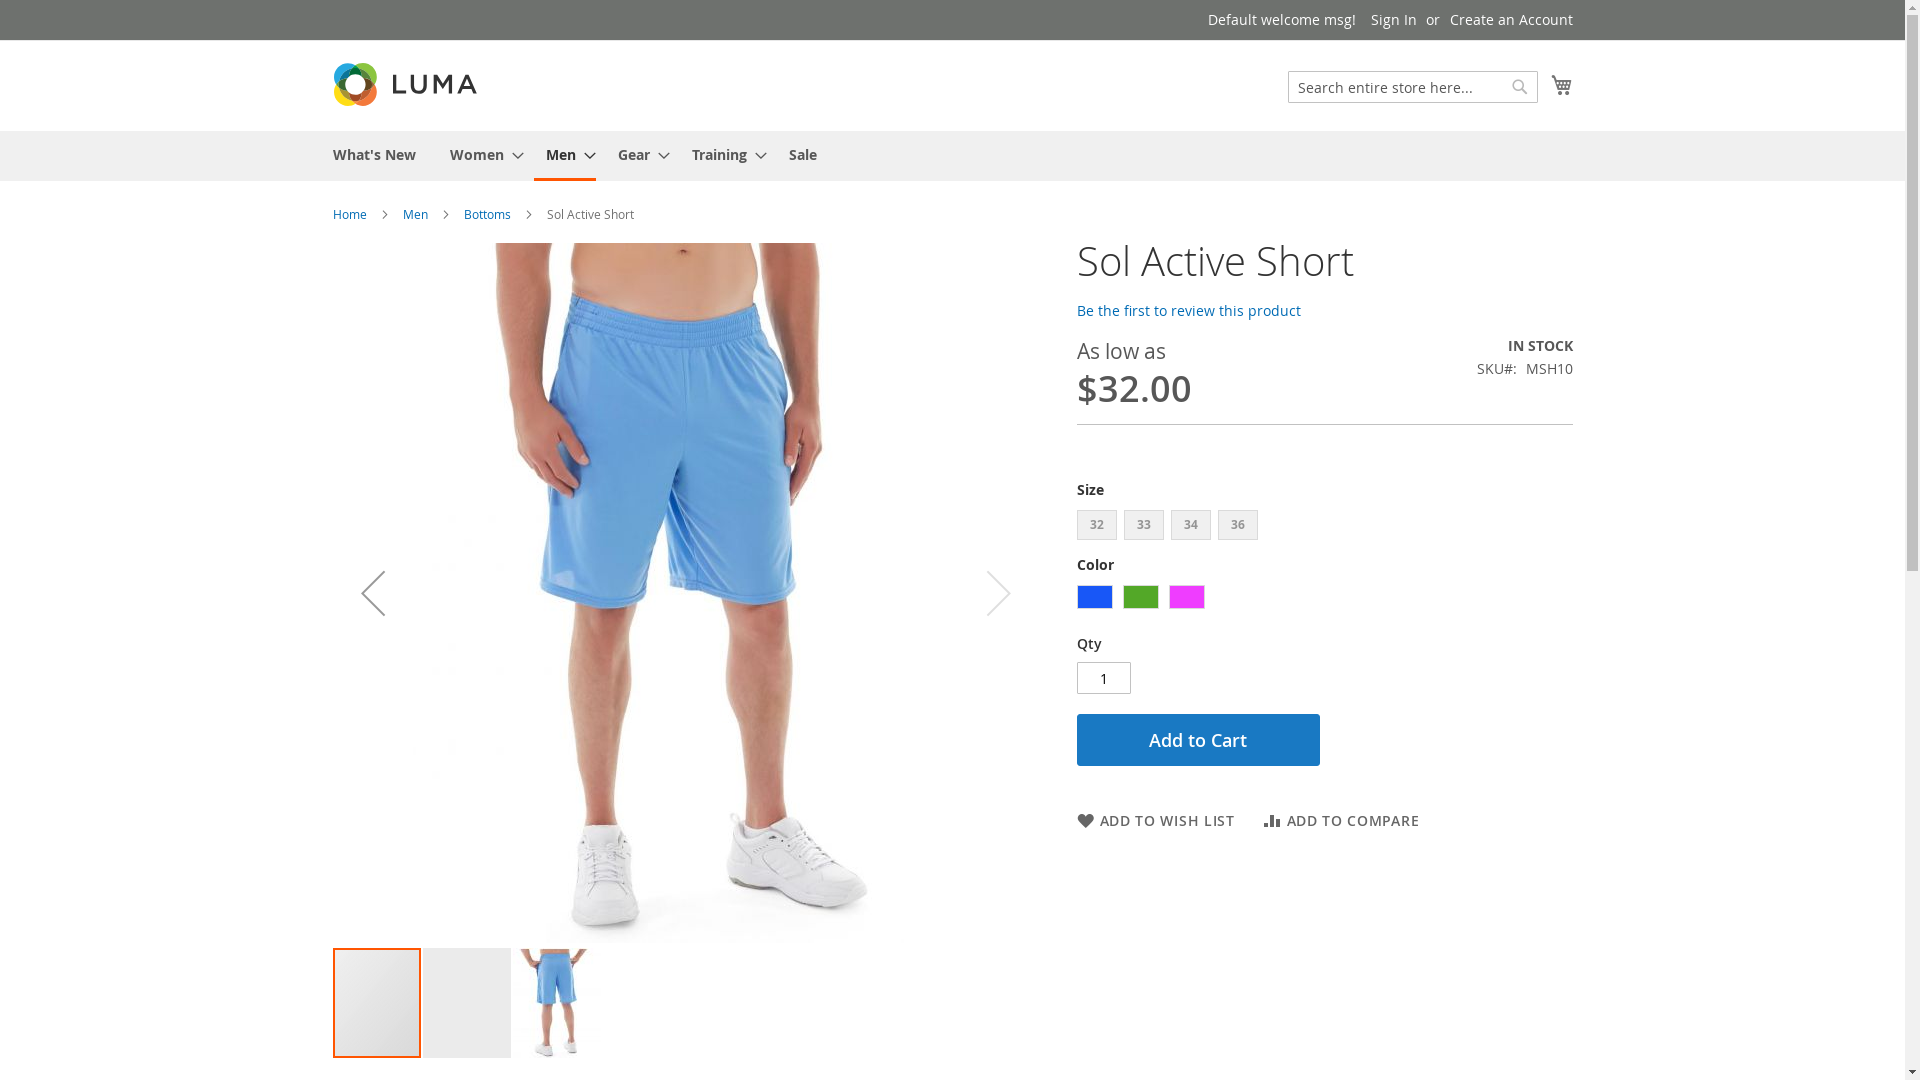 Default welcome msg! Sign In or Create an Account
LUMA
Search entire store here...
What's New Women Men Gear Training Sale
Home Men Bottoms Sol Active Short
Sol Active Short
Be the first to review this product
As low as
$32.00
IN STOCK
SKU#: MSH10
Size
32 33 34 36
Color
Qty
1
Add to Cart
ADD TO WISH LIST ADD TO COMPARE